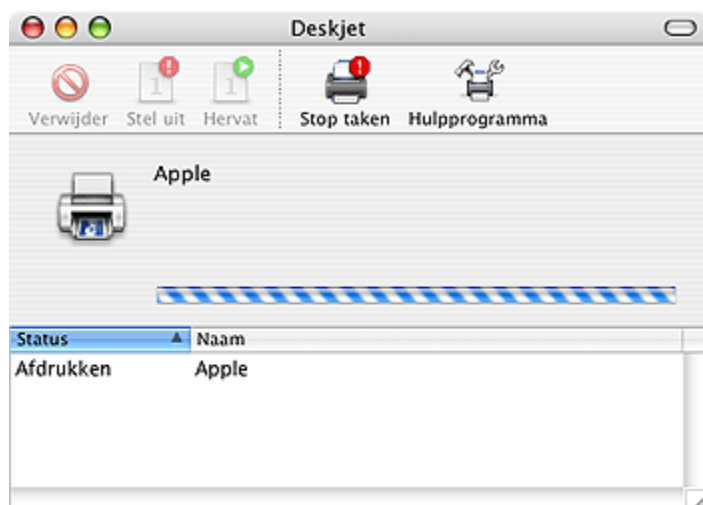 Deskjet
Verwijder Stel uit Hervat Stop taken Hulpprogramma
Apple
Status Naam
Afdrukken Apple